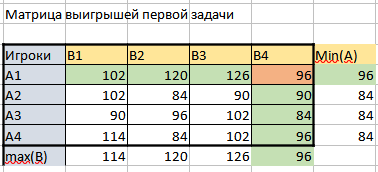 Матрица выигрышей первой задачи
Игроки B1 B2 B3 B4 Min(A)
A1 102 120 126 96 96
A2 102 84 90 90 84
A3 90 96 102 84 84
A4 114 84 102 96 84
max(B) 114 120 126 96